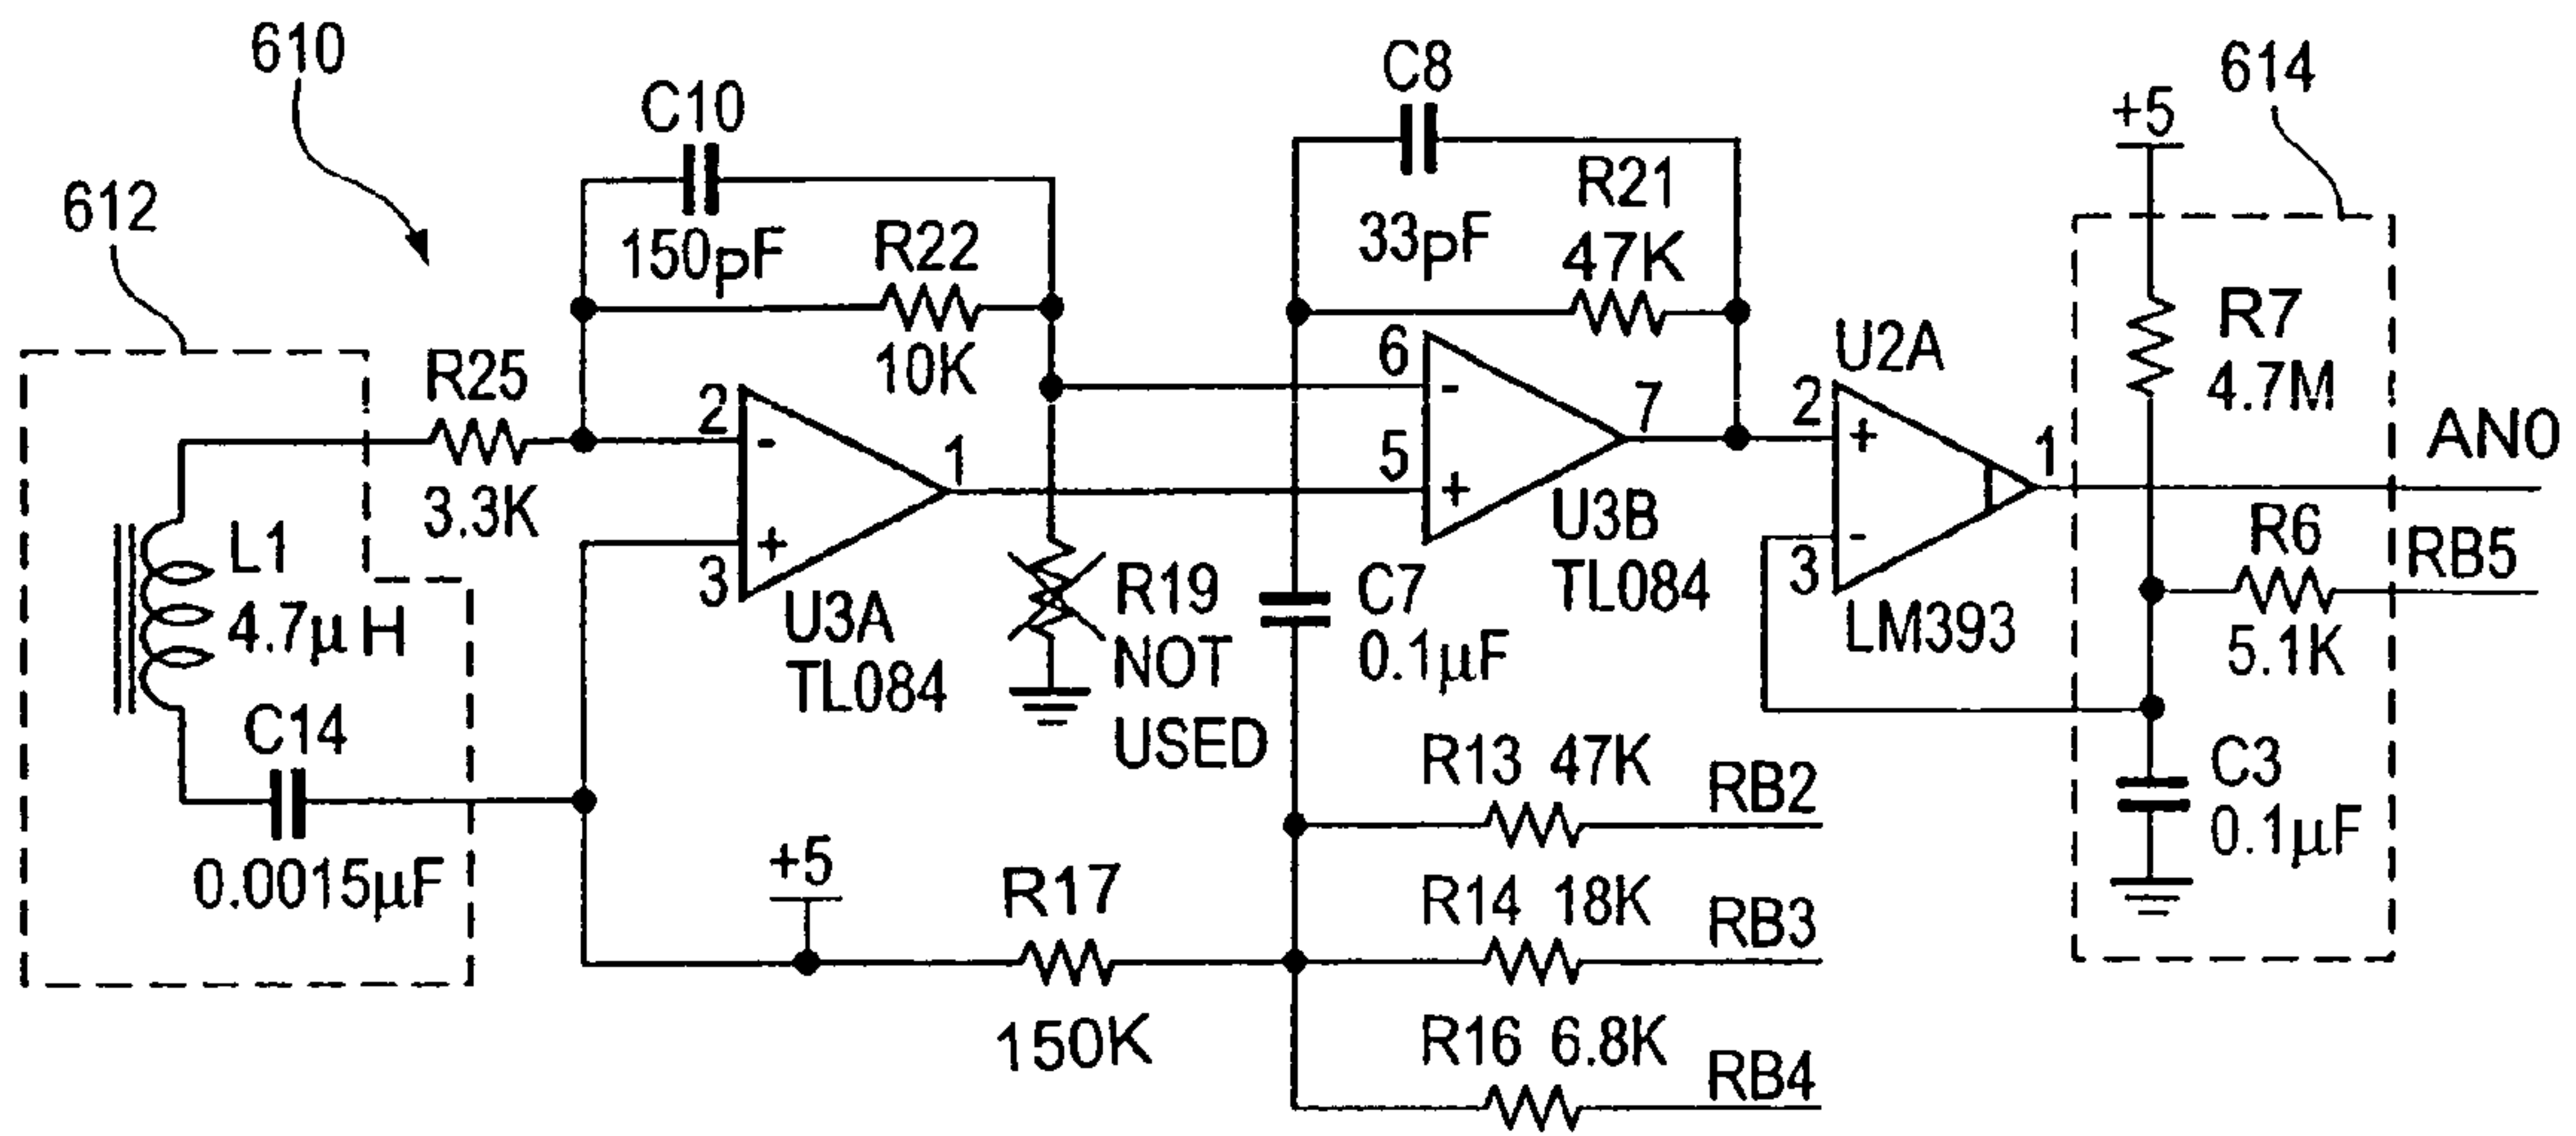 610
612
C10
150pF
R22
10K
R25
3.3K
L1
4.7μH
C14
0.0015μF
2
-
3
+
1
U3A
TL084
R19
NOT
USED
+5
R17
150K
C8
33pF
R21
47K
6
-
5
+
7
U3B
TL084
C7
0.1μF
R13 47K
RB2
R14 18K
RB3
R16 6.8K
RB4
U2A
2
+
3
-
1
LM393
614
+5
R7
4.7M
AN0
R6
5.1K
RB5
C3
0.1μF